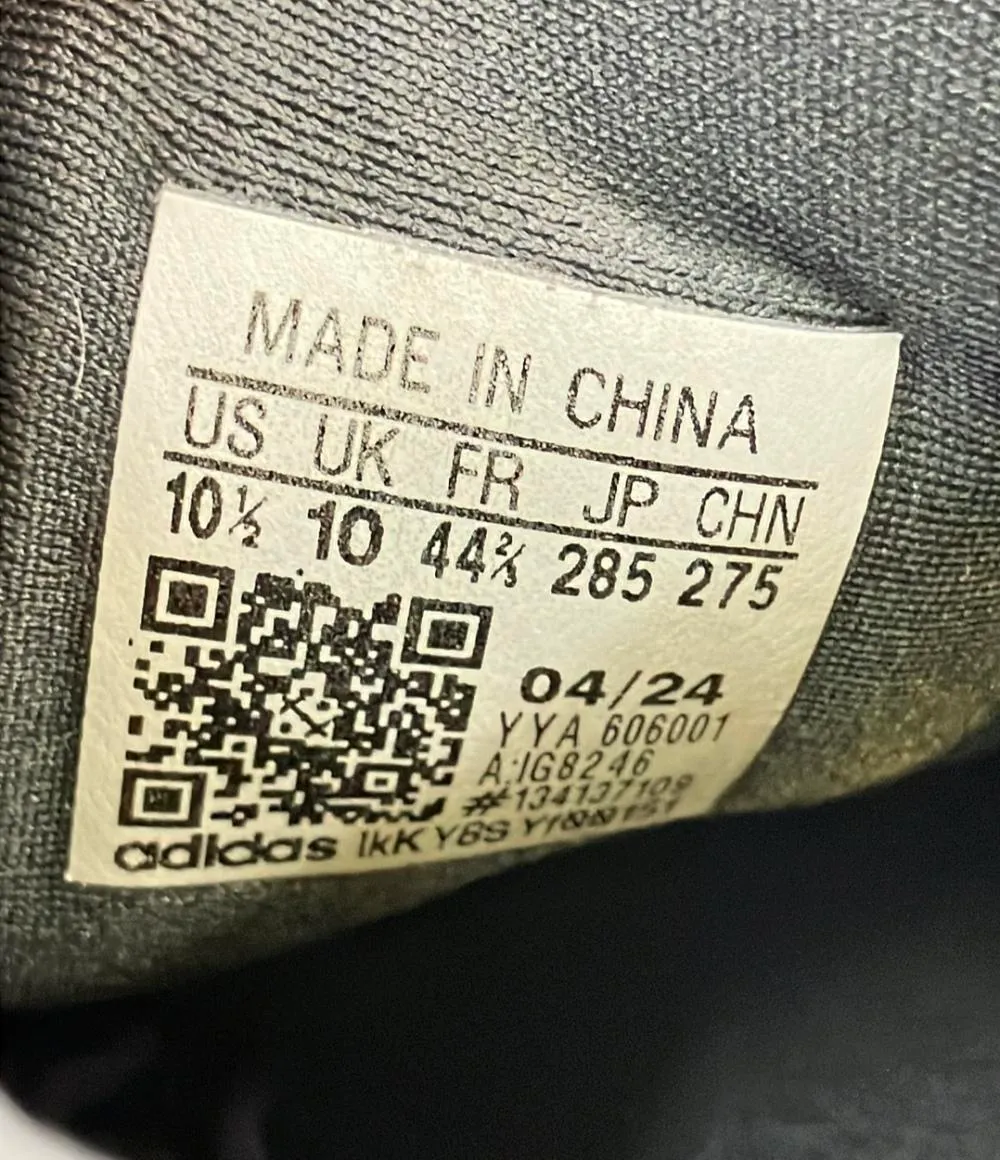 MADE IN CHINA
US UK FR JP CHN
10½ 10 44⅔ 285 275
04/24
YYA 606001
A:IG8246
#134137109
adidas IkK Y8S